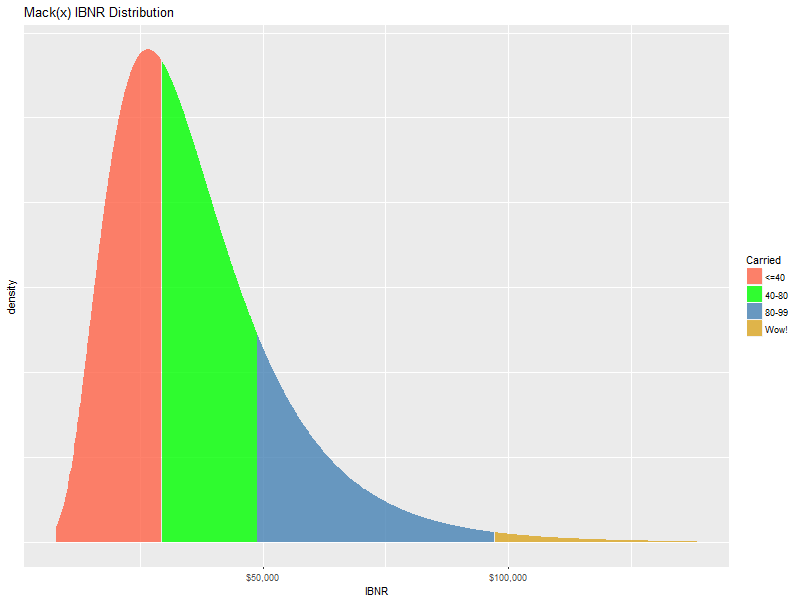 Mack(x) IBNR Distribution
density
$50,000
$100,000
IBNR
Carried
<=40
40-80
80-99
Wow!